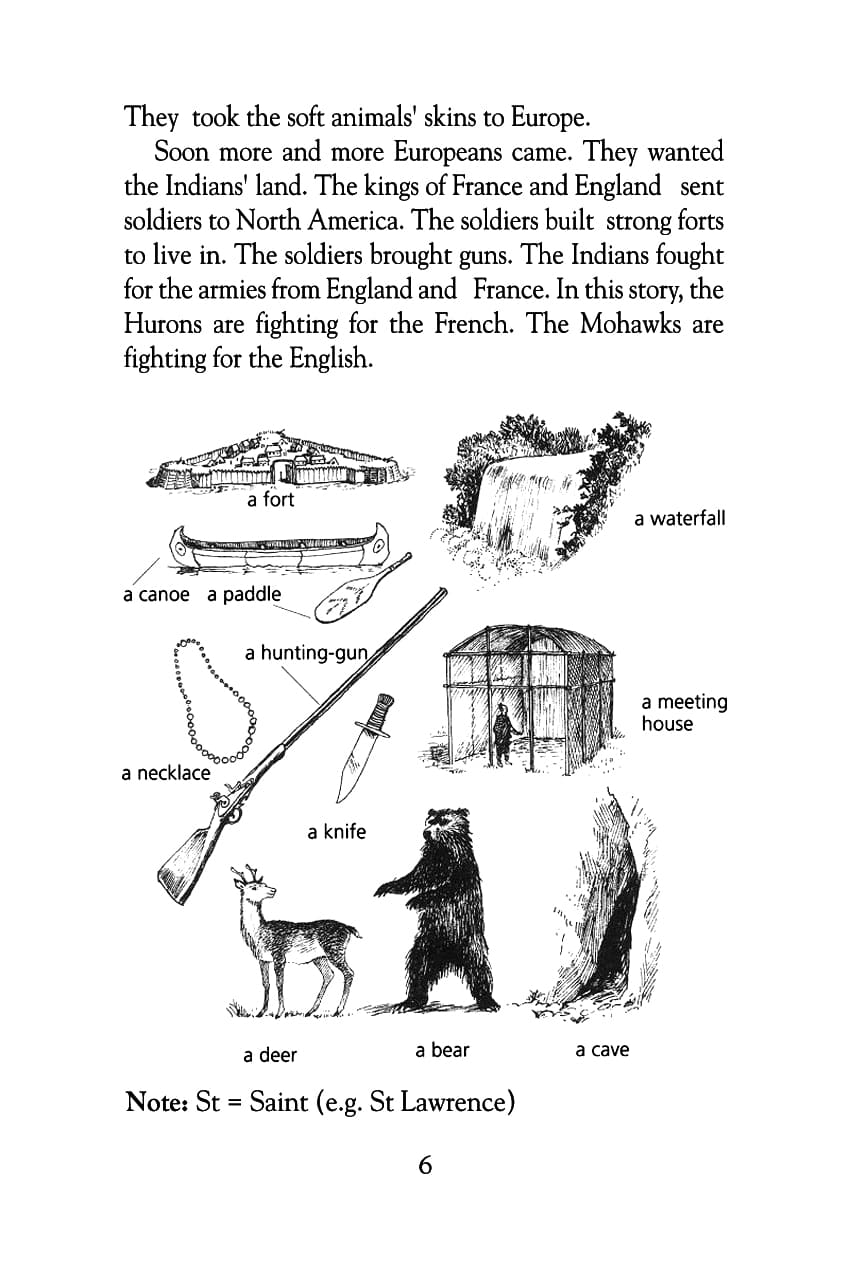 They took the soft animals' skins to Europe.
Soon more and more Europeans came. They wanted
the Indians' land. The kings of France and England sent
soldiers to North America. The soldiers built strong forts
to live in. The soldiers brought guns. The Indians fought
for the armies from England and France. In this story, the
Hurons are fighting for the French. The Mohawks are
fighting for the English.
a fort
a waterfall
a canoe a paddle
a hunting-gun
a meeting
house
a necklace
a knife
a deer
a bear
a cave
Note: St = Saint (e.g. St Lawrence)
6